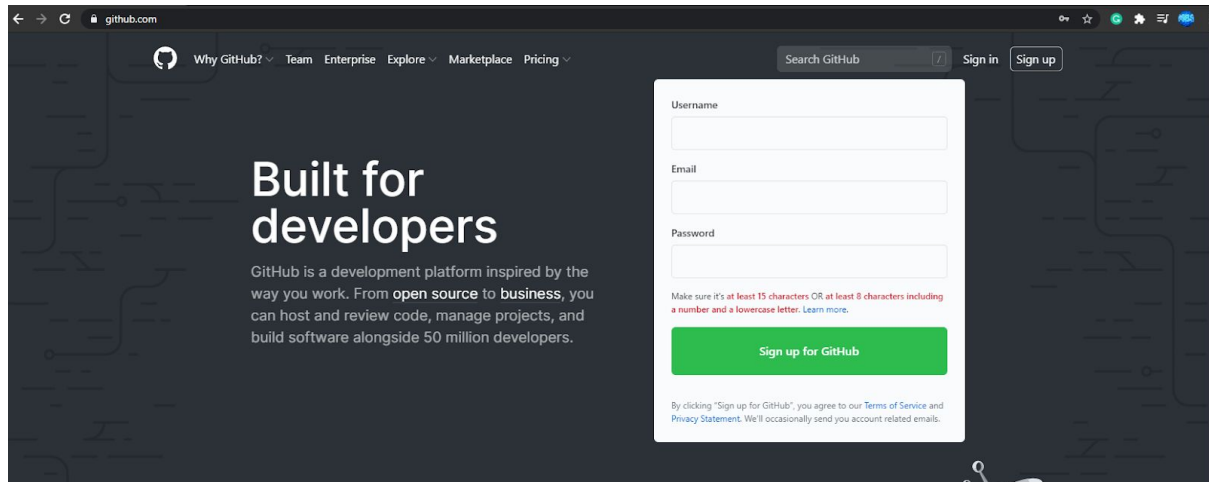 github.com
Why GitHub? Team Enterprise Explore Marketplace Pricing Search GitHub / Sign in Sign up
Built for
developers
GitHub is a development platform inspired by the
way you work. From open source to business, you
can host and review code, manage projects, and
build software alongside 50 million developers.
Username
Email
Password
Make sure it's at least 15 characters OR at least 8 characters including
a number and a lowercase letter. Learn more.
Sign up for GitHub
By clicking “Sign up for GitHub”, you agree to our Terms of Service and
Privacy Statement. We'll occasionally send you account related emails.